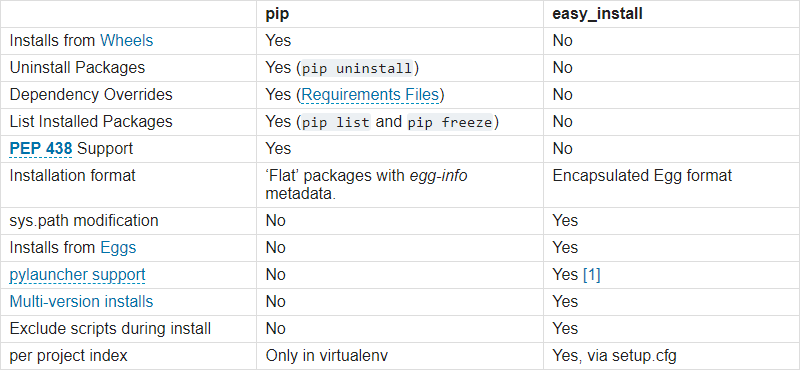 pip easy_install
Installs from Wheels Yes No
Uninstall Packages Yes (pip uninstall) No
Dependency Overrides Yes (Requirements Files) No
List Installed Packages Yes (pip list and pip freeze) No
PEP 438 Support Yes No
Installation format ‘Flat’ packages with egg-info Encapsulated Egg format
metadata.
sys.path modification No Yes
Installs from Eggs No Yes
pylauncher support No Yes [1]
Multi-version installs No Yes
Exclude scripts during install No Yes
per project index Only in virtualenv Yes, via setup.cfg